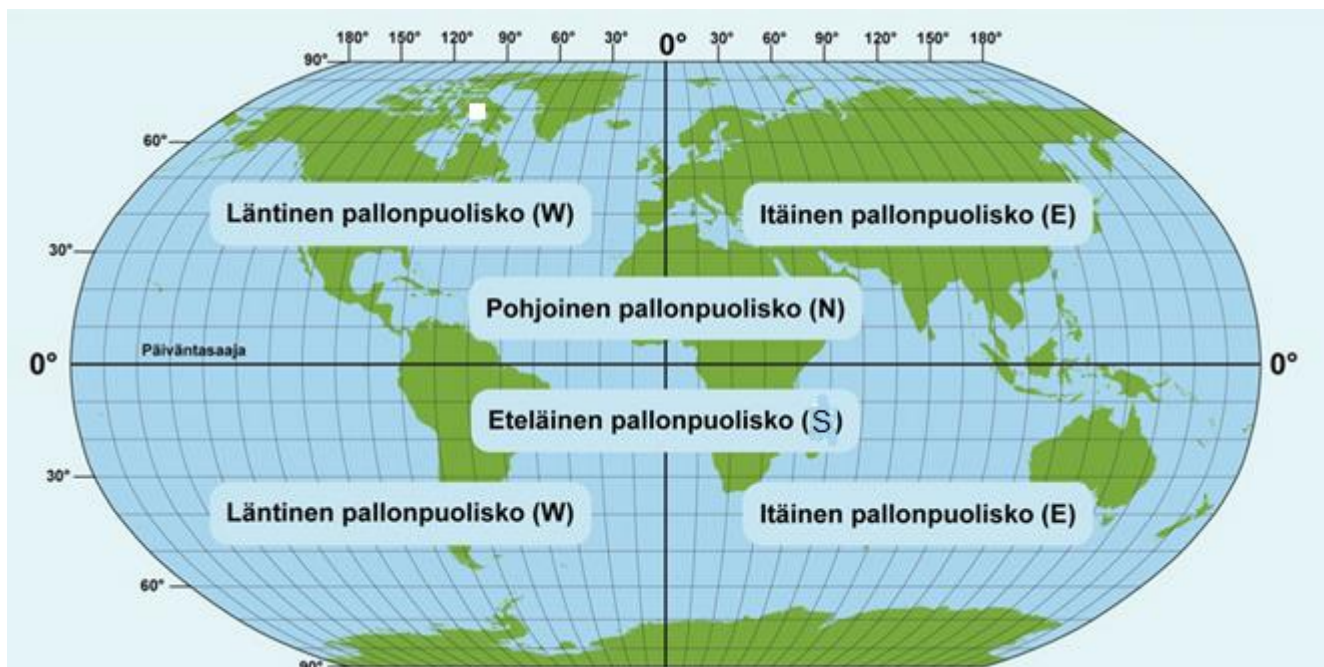 180° 150° 120° 90° 60° 30° 0° 30° 60° 90° 120° 150° 180°
90°
60°
Läntinen pallonpuolisko (W) Itäinen pallonpuolisko (E)
30°
Pohjoinen pallonpuolisko (N)
Päiväntasaaja
0° 0°
Eteläinen pallonpuolisko (S)
30°
Läntinen pallonpuolisko (W) Itäinen pallonpuolisko (E)
60°
90°